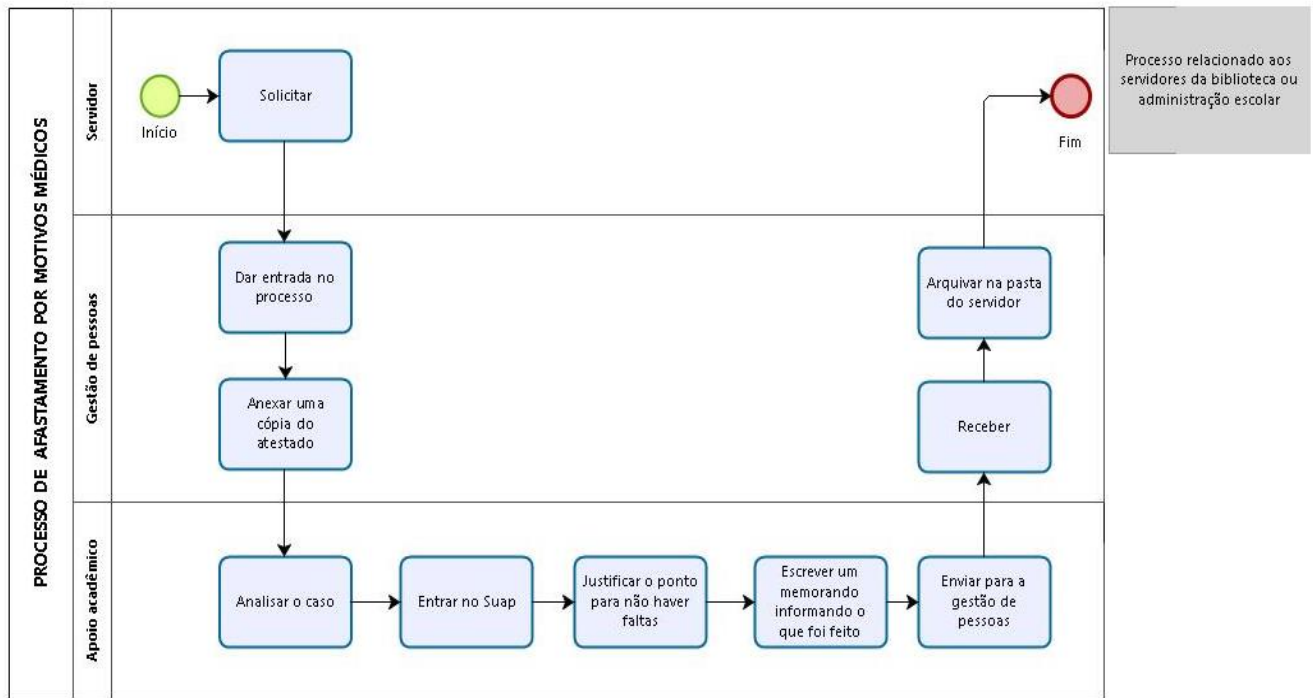 PROCESSO DE AFASTAMENTO POR MOTIVOS MÉDICOS
Servidor
Início
Solicitar
Fim
Processo relacionado aos
servidores da biblioteca ou
administração escolar
Gestão de pessoas
Dar entrada no
processo
Anexar uma
cópia do
atestado
Arquivar na pasta
do servidor
Receber
Apoio acadêmico
Analisar o caso
Entrar no Suap
Justificar o ponto
para não haver
faltas
Escrever um
memorando
informando o
que foi feito
Enviar para a
gestão de
pessoas